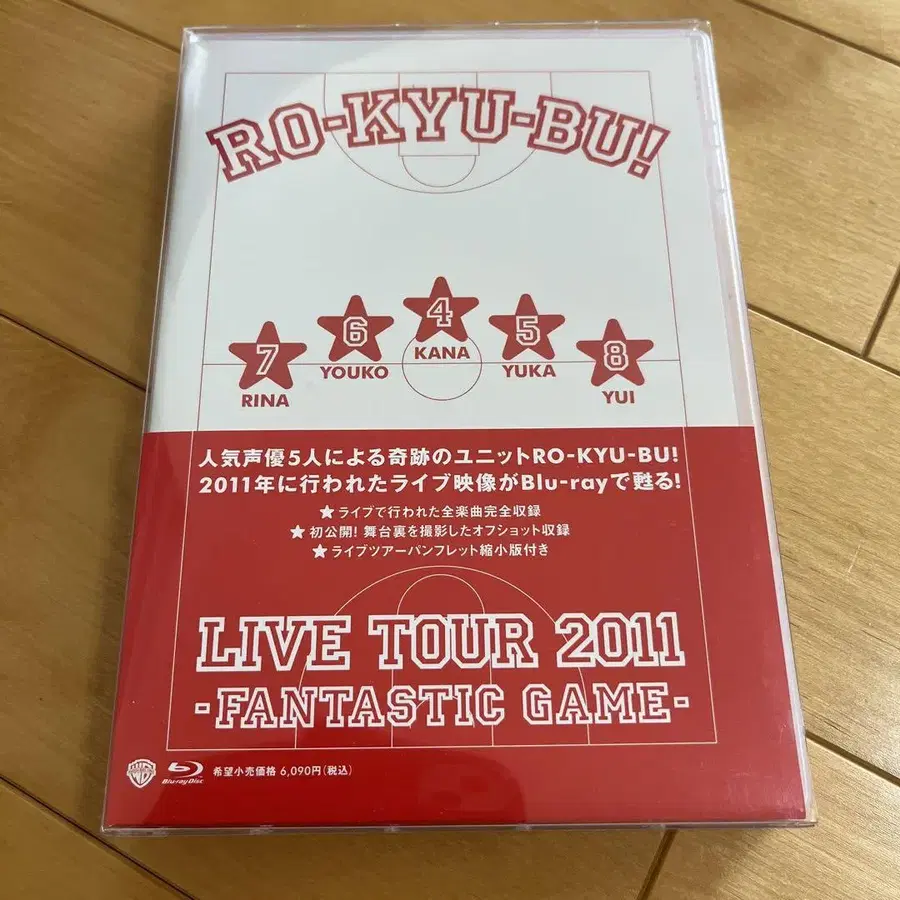 RO-KYU-BU!
4
6
5
7
8
KANA
YOUKO
YUKA
RINA
YUI
人気声優5人による奇跡のユニットRO-KYU-BU!
2011年に行われたライブ映像がBlu-rayで甦る!
★ライブで行われた全楽曲完全収録
★初公開! 舞台裏を撮影したオフショット収録
★ライブツアーパンフレット縮小版付き
LIVE TOUR 2011
-FANTASTIC GAME-
WB
Blu-ray Disc
希望小売価格 6,090円(税込)